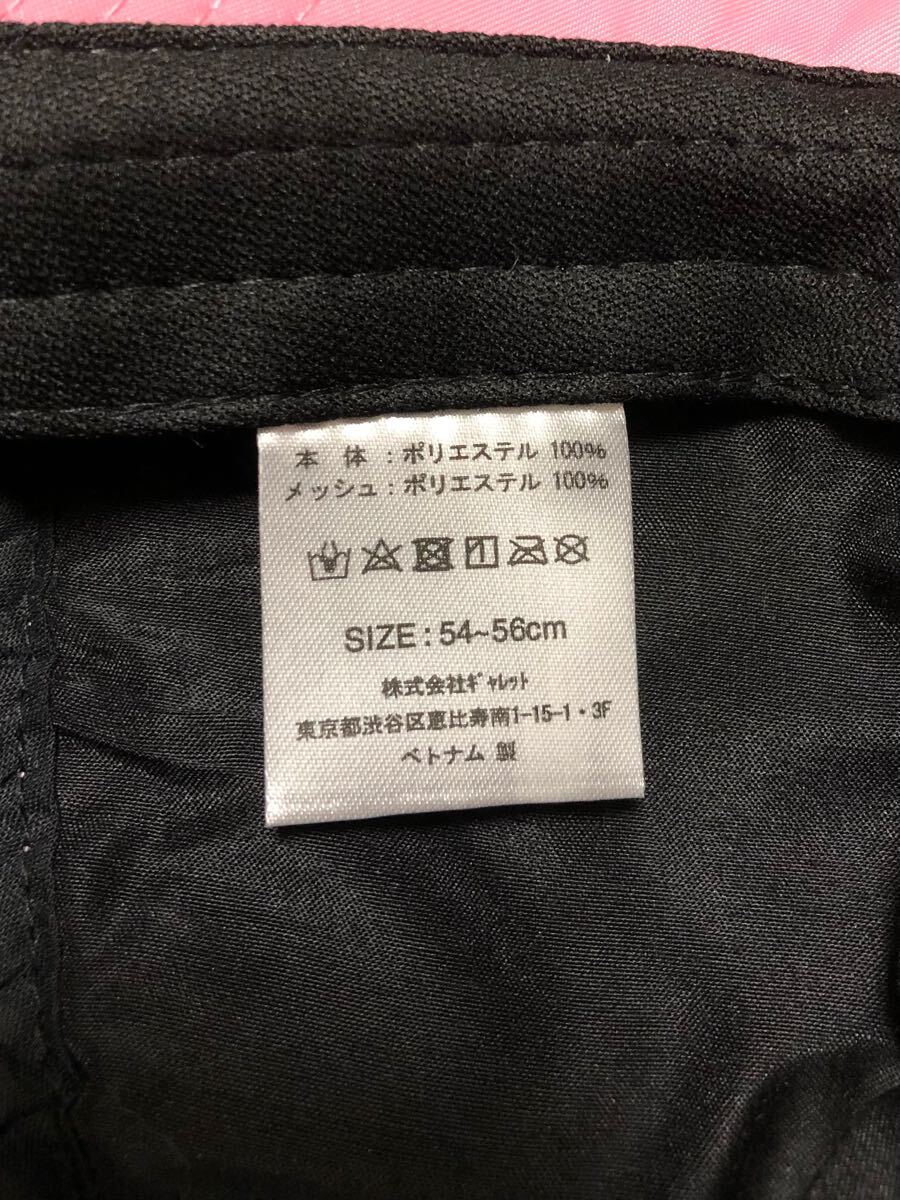 本 体 : ポリエステル 100%
メッシュ : ポリエステル 100%
SIZE : 54~56cm
株式会社ギャレット
東京都渋谷区恵比寿南1-15-1・3F
ベトナム 製